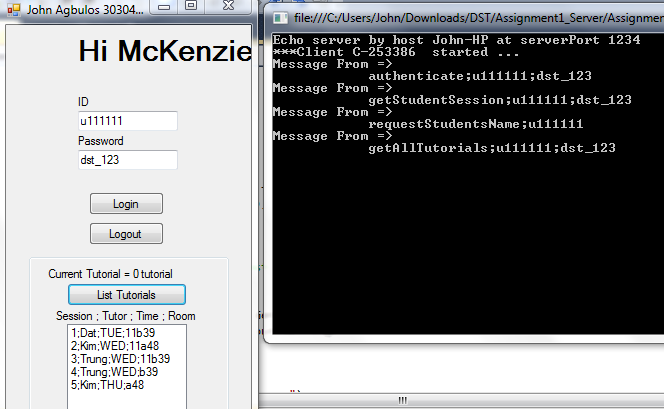 John Agbulos 30304...
Hi McKenzie
ID
u111111
Password
dst_123
Login
Logout
Current Tutorial = 0 tutorial
List Tutorials
Session ; Tutor ; Time ; Room
1;Dat;TUE;11b39
2;Kim;WED;11a48
3;Trung;WED;11b39
4;Trung;WED;b39
5;Kim;THU;a48
file:///C:/Users/John/Downloads/DST/Assignment1_Server/Assignmen
Echo server by host John-HP at serverPort 1234
***Client C-253386 started ...
Message From =>
authenticate;u111111;dst_123
Message From =>
getStudentSession;u111111;dst_123
Message From =>
requestStudentsName;u111111
Message From =>
getAllTutorials;u111111;dst_123